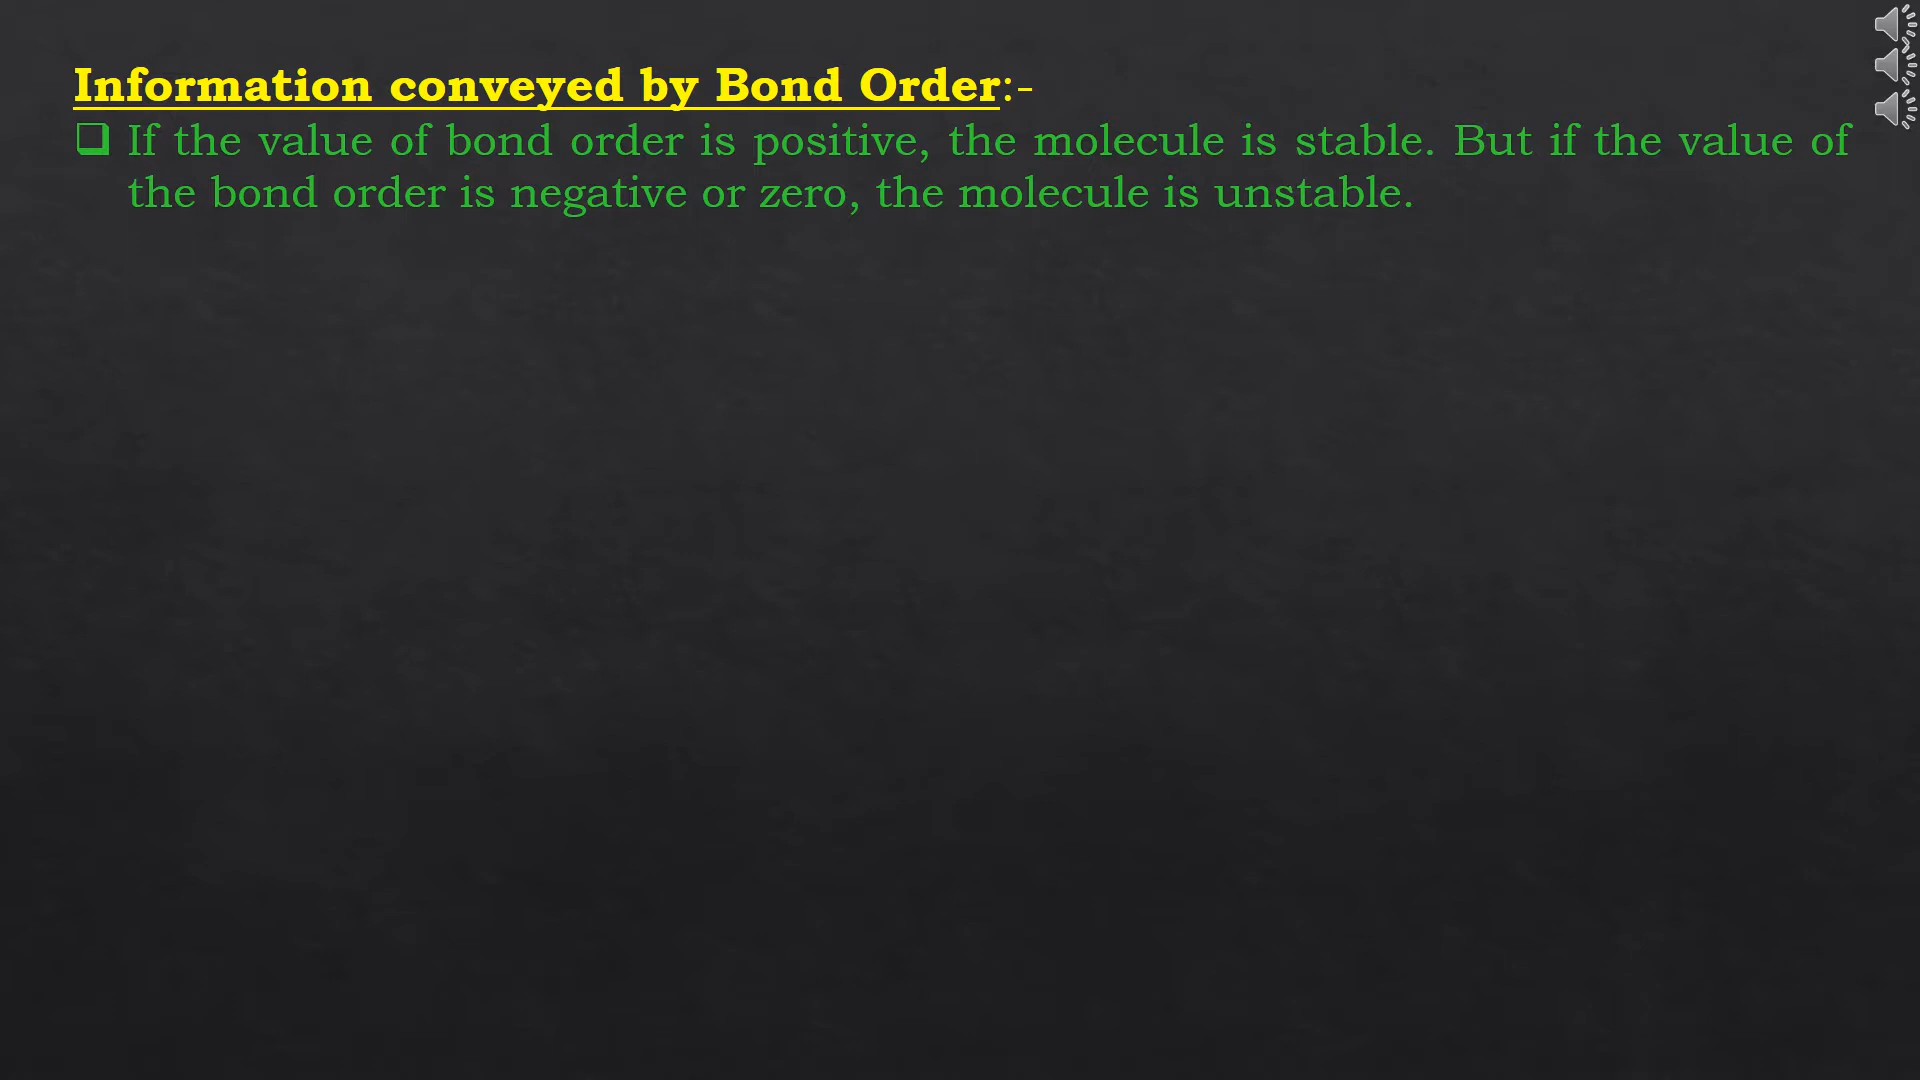 Information conveyed by Bond Order:-
❑ If the value of bond order is positive, the molecule is stable. But if the value of
the bond order is negative or zero, the molecule is unstable.